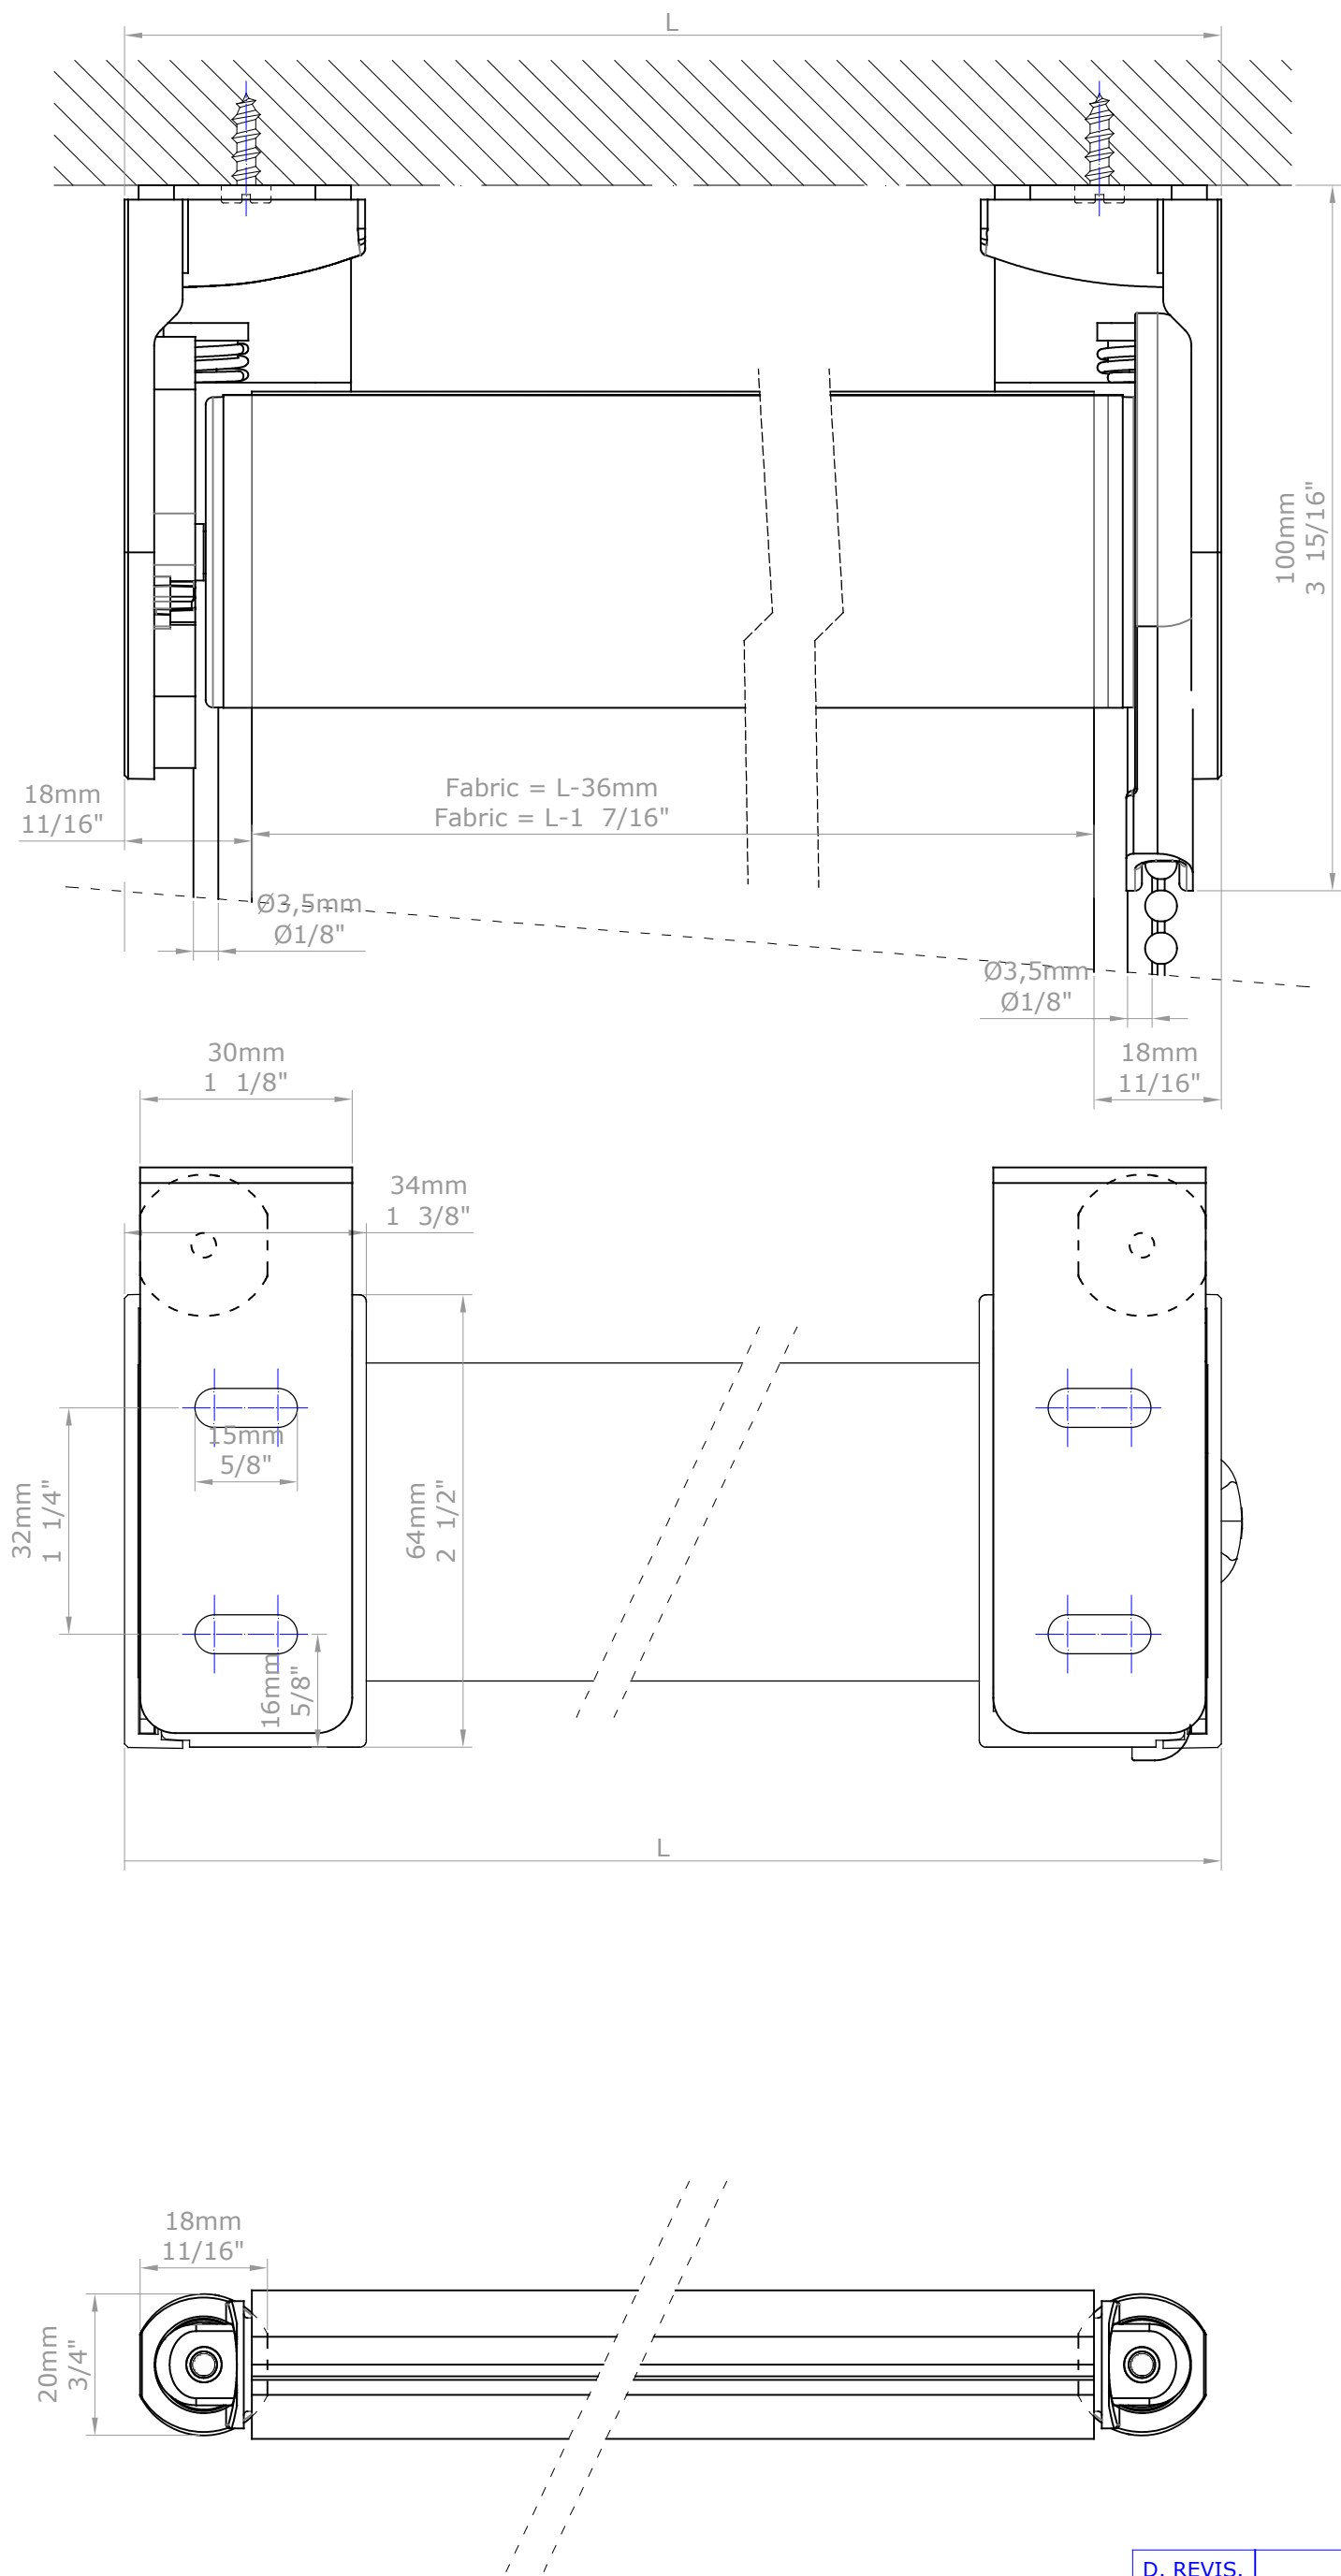 L
100mm
3 15/16"
Fabric = L-36mm
Fabric = L-1 7/16"
18mm
11/16"
Ø3,5mm
Ø1/8"
Ø3,5mm
Ø1/8"
18mm
11/16"
30mm
1 1/8"
34mm
1 3/8"
15mm
5/8"
32mm
1 1/4"
64mm
2 1/2"
16mm
5/8"
L
18mm
11/16"
20mm
3/4"
D. REVIS.